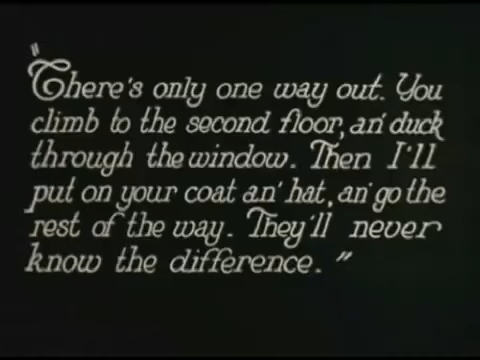 "There's only one way out. You
climb to the second floor, an' duck
through the window. Then I'll
put on your coat an' hat, an' go the
rest of the way. They'll never
know the difference."